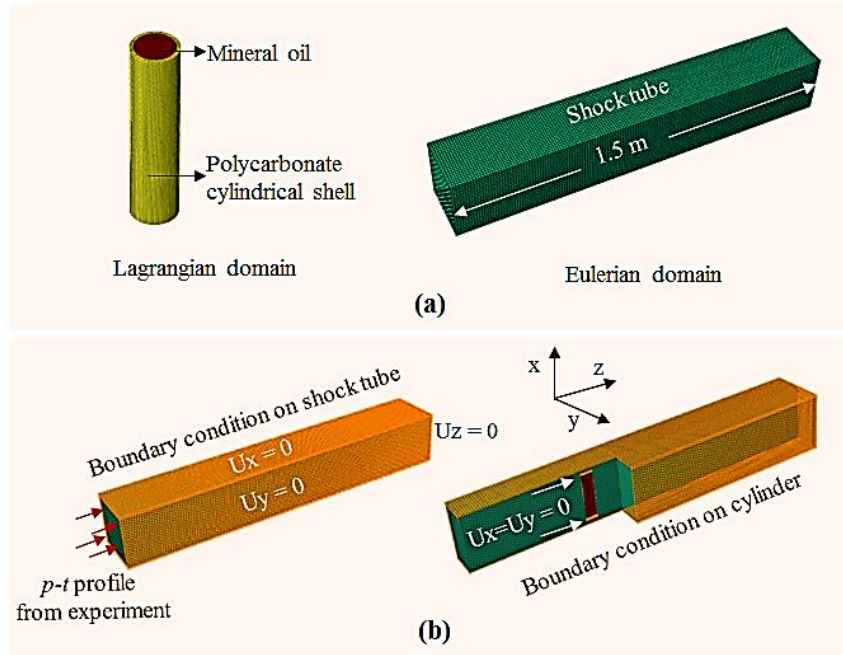 Mineral oil
Polycarbonate
cylindrical shell
Lagrangian domain
Shock tube
1.5 m
Eulerian domain
(a)
Boundary condition on shock tube
Ux = 0
Uy = 0
Uz = 0
p-t profile
from experiment
x
z
y
Ux=Uy = 0
Boundary condition on cylinder
(b)